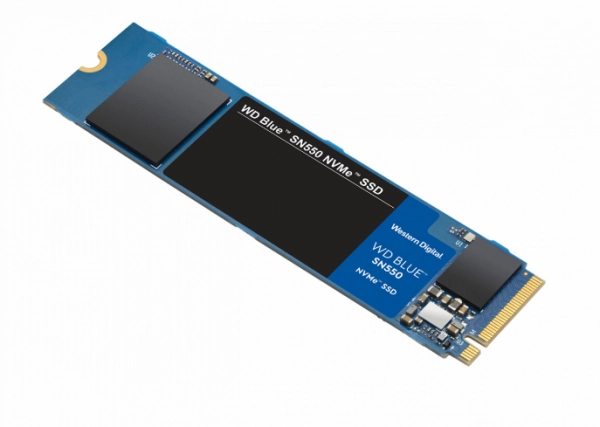 WD Blue™ SN550 NVMe™ SSD
Western Digital
WD BLUE™
SN550
NVMe™ SSD